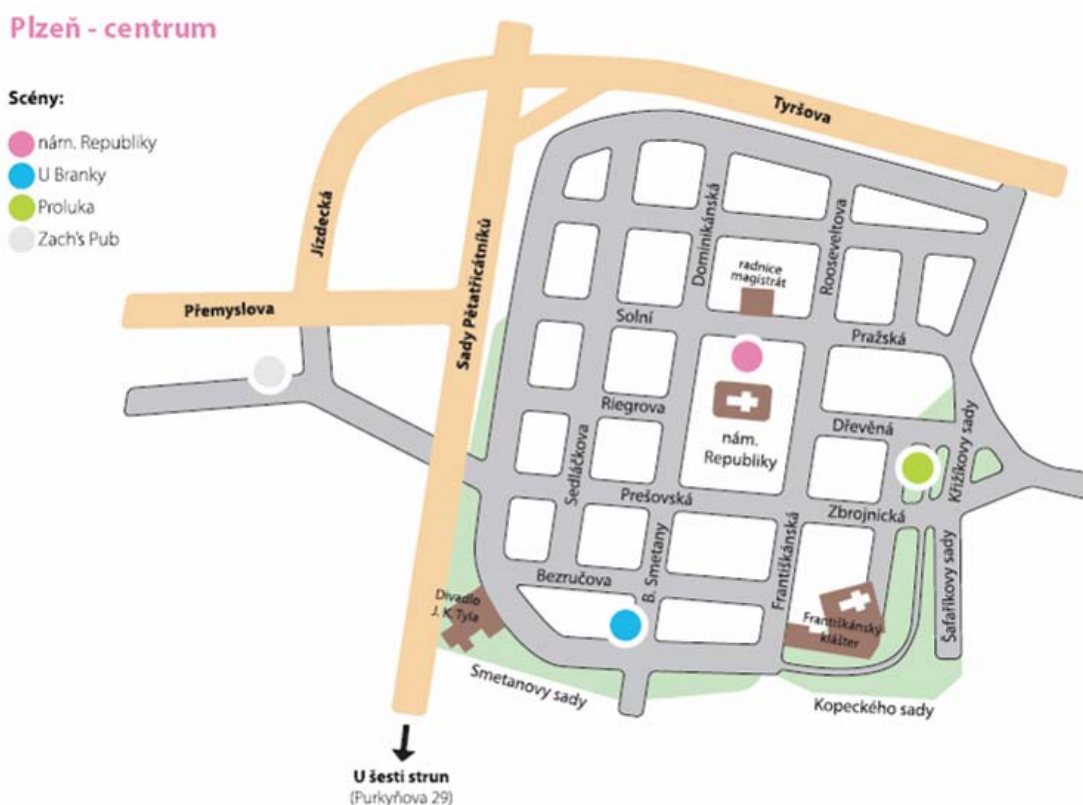 Plzeň - centrum
Scény:
nám. Republiky
U Branky
Proluka
Zach's Pub
Tyršova
Jízdecká
Sady Pětatřicátníků
Přemyslova
Dominikánská
Rooseveltova
radnice
magistrát
Solní
Pražská
Riegrova
Dřevěná
nám.
Republiky
Křižíkovy sady
Sedláčkova
Prešovská
Zbrojnická
B. Smetany
Františkánská
Šafaříkovy sady
Bezručova
Divadlo
J. K. Tyla
Františkánský
klášter
Smetanovy sady
Kopeckého sady
U šesti strun
(Purkyňova 29)